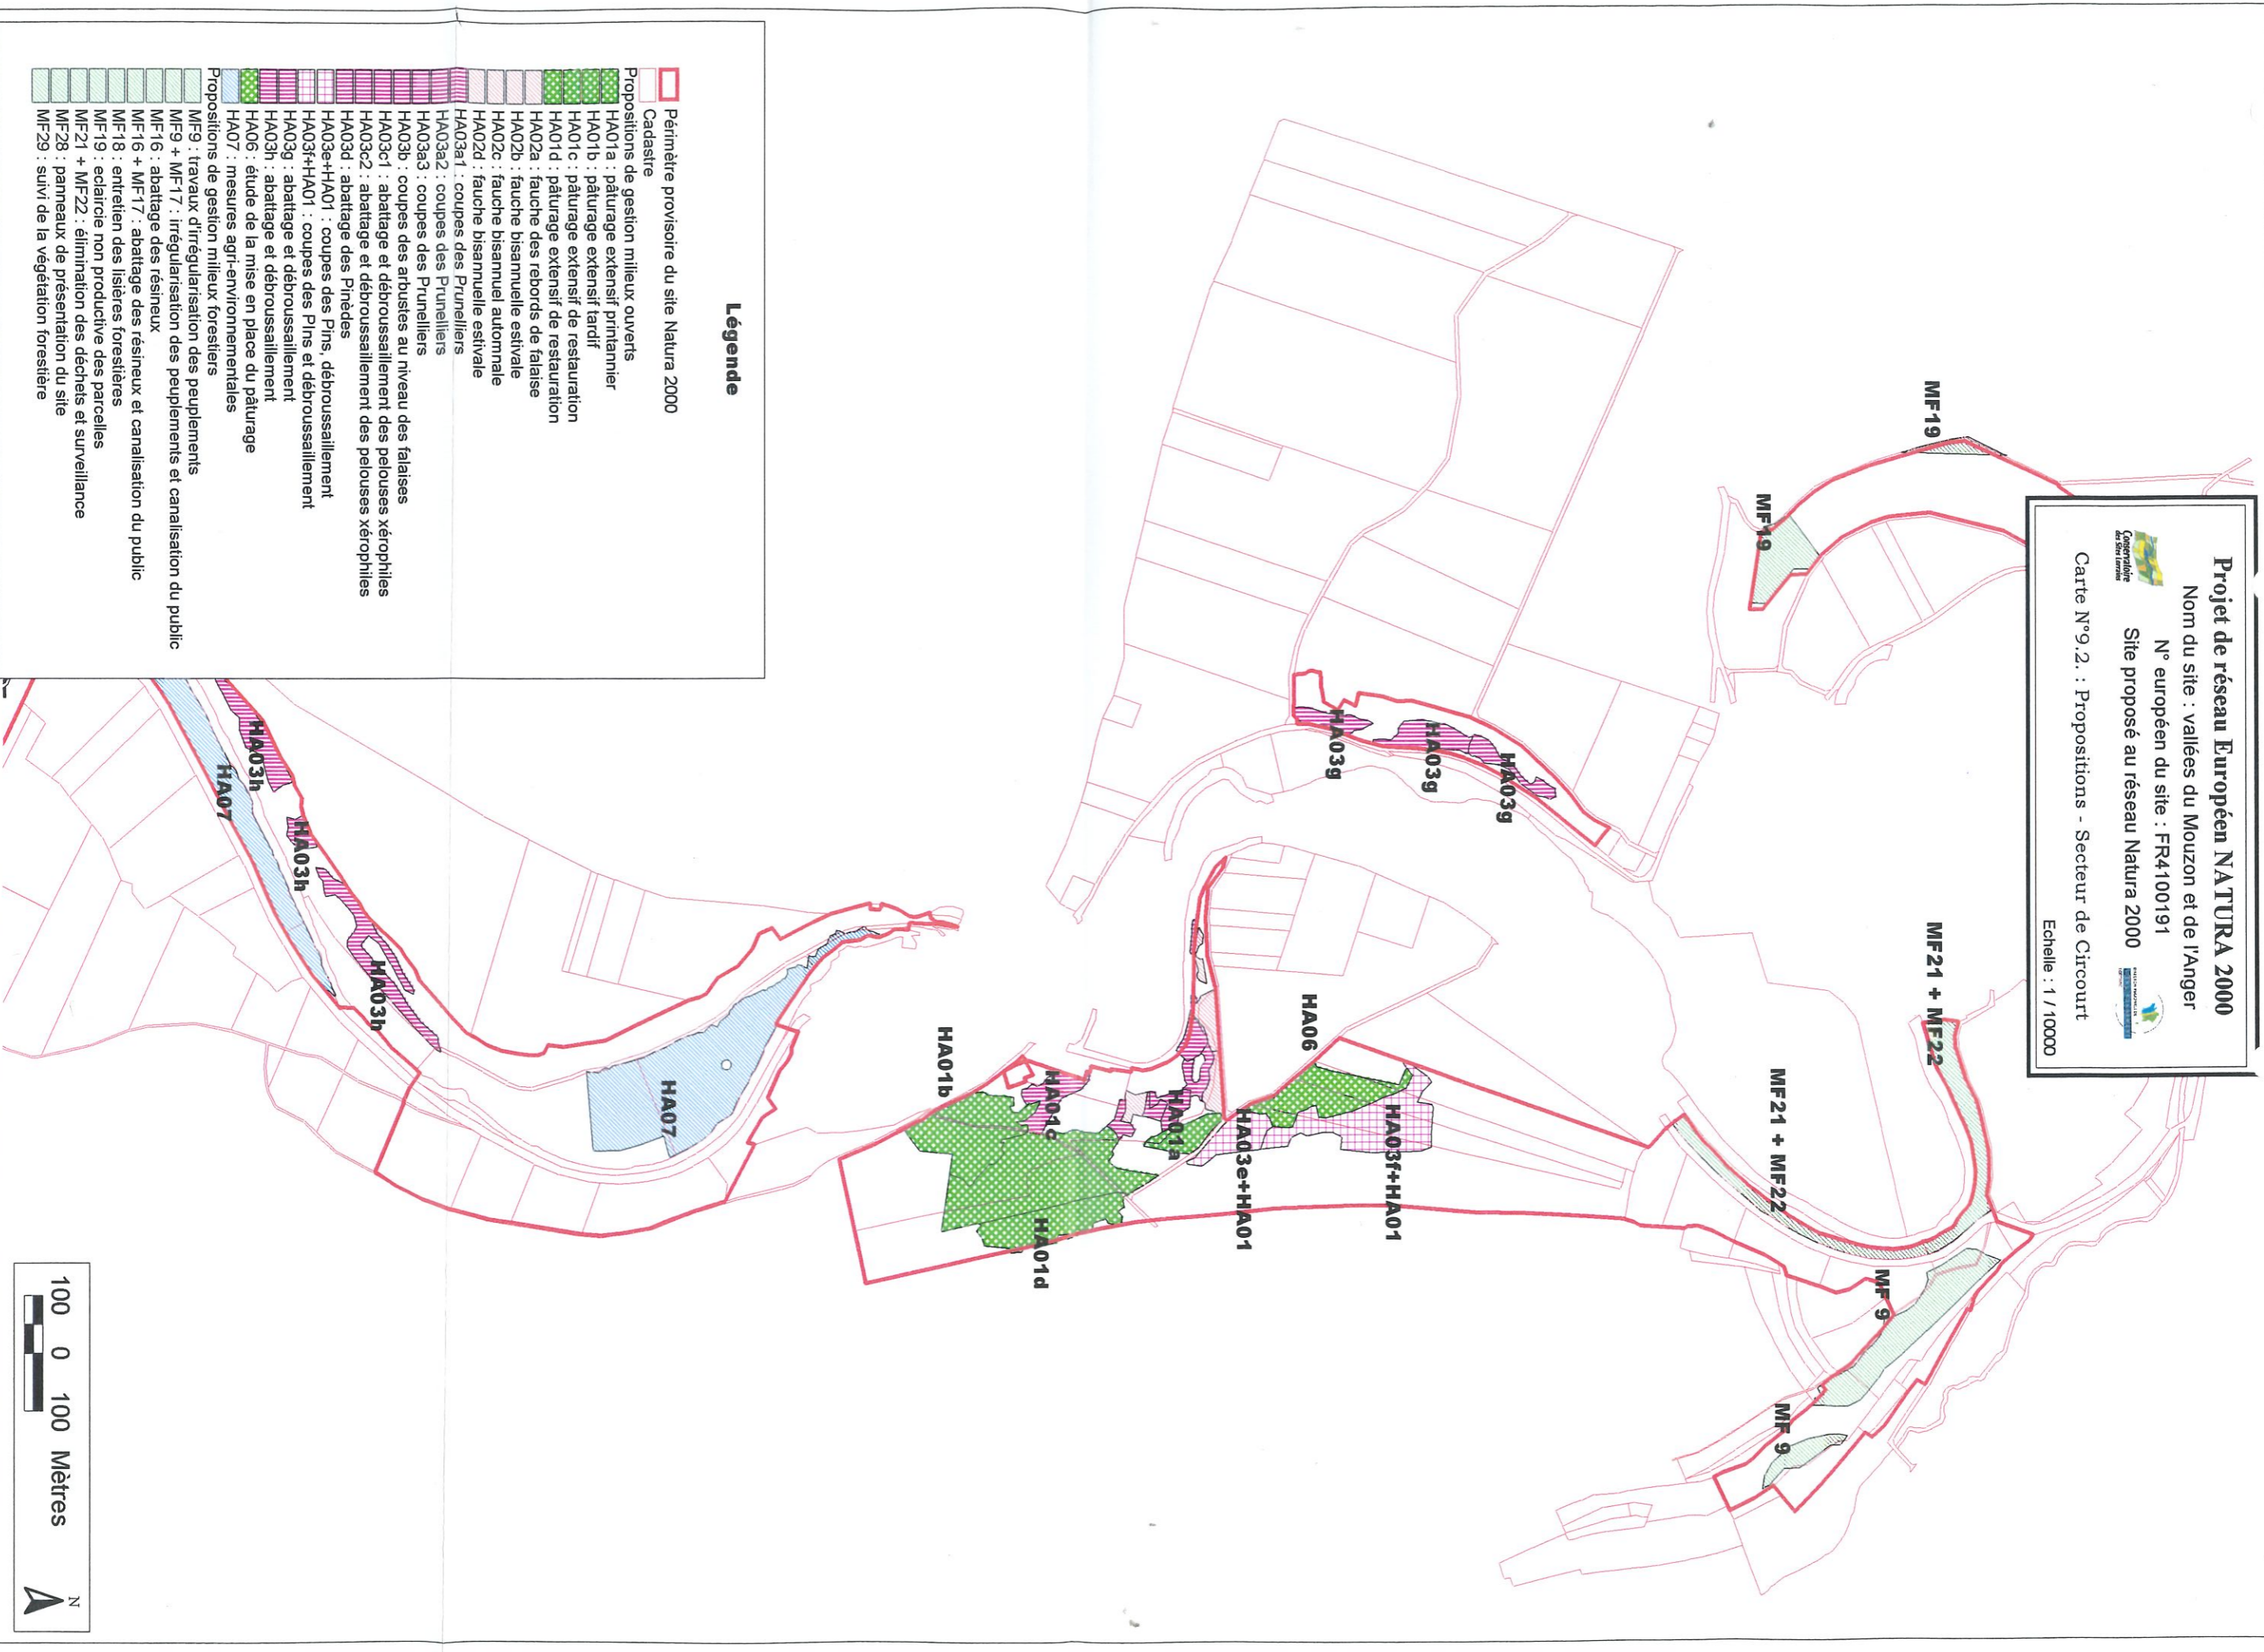 Projet de réseau Européen NATURA 2000
Nom du site : vallées du Mouzon et de l'Anger
N° européen du site : FR4100191
Site proposé au réseau Natura 2000
Conservatoire
des Sites Lorrains
Carte N°9.2. : Propositions - Secteur de Circourt
Echelle : 1 / 10000
MF19
MF19
MF21 + MF22
MF21 + MF22
MF 9
MF 9
HA03g
HA03g
HA03g
HA06
HA03f+HA01
HA03e+HA01
HA01a
HA01c
HA01b
HA01d
HA07
HA03h
HA03h
HA03h
HA07
Légende
Périmètre provisoire du site Natura 2000
Cadastre
Propositions de gestion milieux ouverts
HA01a : pâturage extensif printannier
HA01b : pâturage extensif tardif
HA01c : pâturage extensif de restauration
HA01d : pâturage extensif de restauration
HA02a : fauche des rebords de falaise
HA02b : fauche bisannuelle estivale
HA02c : fauche bisannuel automnale
HA02d : fauche bisannuelle estivale
HA03a1 : coupes des Prunelliers
HA03a2 : coupes des Prunelliers
HA03a3 : coupes des Prunelliers
HA03b : coupes des arbustes au niveau des falaises
HA03c1 : abattage et débroussaillement des pelouses xérophiles
HA03c2 : abattage et débroussaillement des pelouses xérophiles
HA03d : abattage des Pinèdes
HA03e+HA01 : coupes des Pins, débroussaillement
HA03f+HA01 : coupes des PIns et débroussaillement
HA03g : abattage et débroussaillement
HA03h : abattage et débroussaillement
HA06 : étude de la mise en place du pâturage
HA07 : mesures agri-environnementales
Propositions de gestion milieux forestiers
MF9 : travaux d'irrégularisation des peuplements
MF9 + MF17 : irrégularisation des peuplements et canalisation du public
MF16 : abattage des résineux
MF16 + MF17 : abattage des résineux et canalisation du public
MF18 : entretien des lisières forestières
MF19 : eclaircie non productive des parcelles
MF21 + MF22 : élimination des déchets et surveillance
MF28 : panneaux de présentation du site
MF29 : suivi de la végétation forestière
100 0 100 Mètres
N